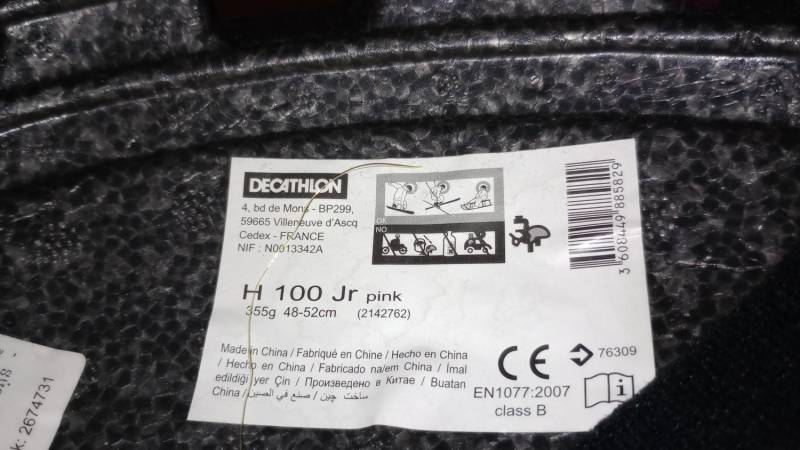 DECATHLON
4, bd de Mons - BP299,
59665 Villeneuve d'Ascq
Cedex - FRANCE
NIF : N0013342A
OK
NO
3 608449 885829
H 100 Jr pink
355g 48-52cm (2142762)
Made in China / Fabriqué en Chine / Hecho en China
/ Hecho en China / Fabricado na/em China / İmal
edildiği yer Çin / Произведено в Китае / Buatan
China / صنع في الصين / ساخت چین
CE
76309
EN1077:2007
class B
i
k: 2674731